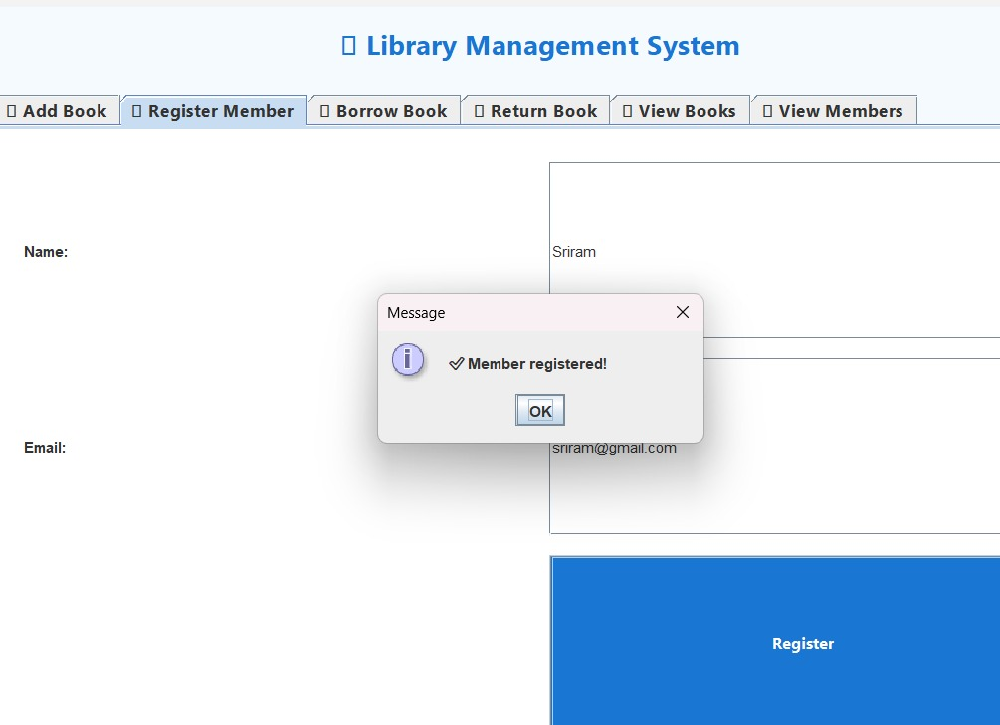 Library Management System
Add Book Register Member Borrow Book Return Book View Books View Members
Name:
Sriram
Message
✔ Member registered!
OK
Email:
sriram@gmail.com
Register